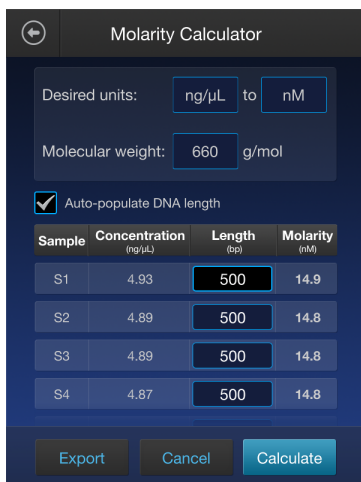 Molarity Calculator
Desired units: ng/µL to nM
Molecular weight: 660 g/mol
Auto-populate DNA length
Sample Concentration (ng/µL) Length (bp) Molarity (nM)
S1 4.93 500 14.9
S2 4.89 500 14.8
S3 4.89 500 14.8
S4 4.87 500 14.8
Export Cancel Calculate